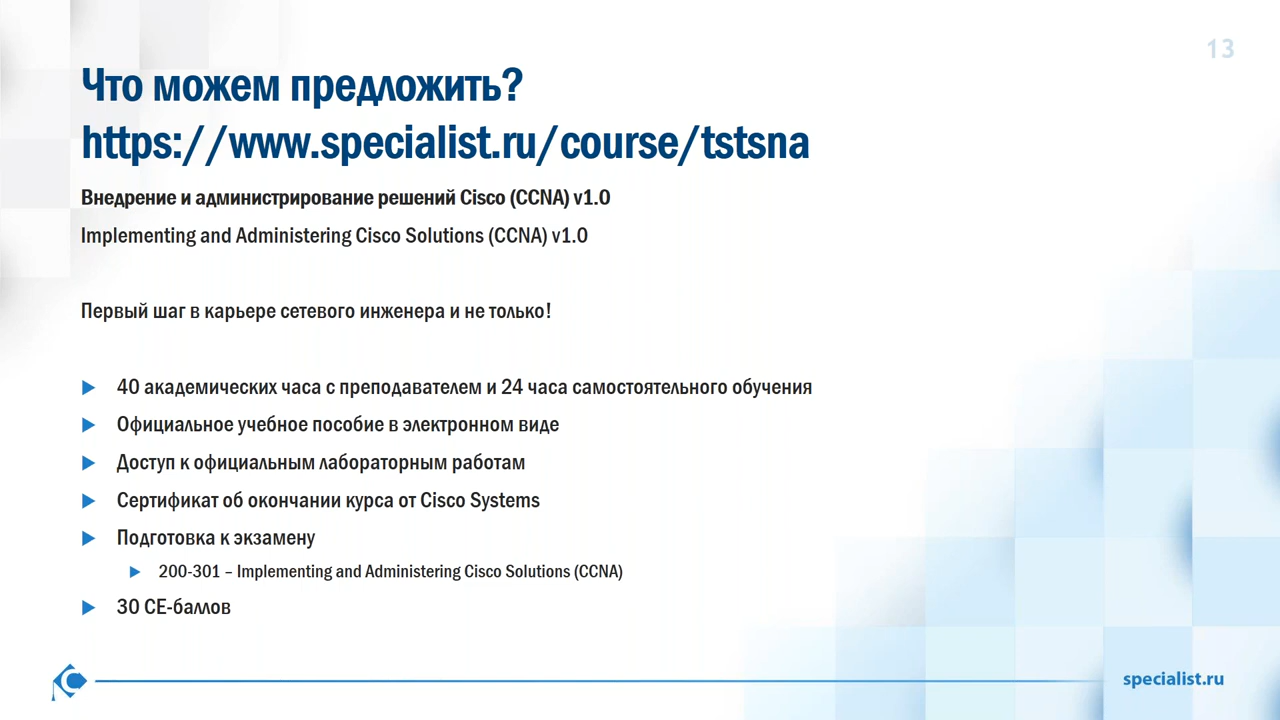 13
Что можем предложить?
https://www.specialist.ru/course/tstsna
Внедрение и администрирование решений Cisco (CCNA) v1.0
Implementing and Administering Cisco Solutions (CCNA) v1.0
Первый шаг в карьере сетевого инженера и не только!
40 академических часа с преподавателем и 24 часа самостоятельного обучения
Официальное учебное пособие в электронном виде
Доступ к официальным лабораторным работам
Сертификат об окончании курса от Cisco Systems
Подготовка к экзамену
200-301 – Implementing and Administering Cisco Solutions (CCNA)
30 CE-баллов
specialist.ru